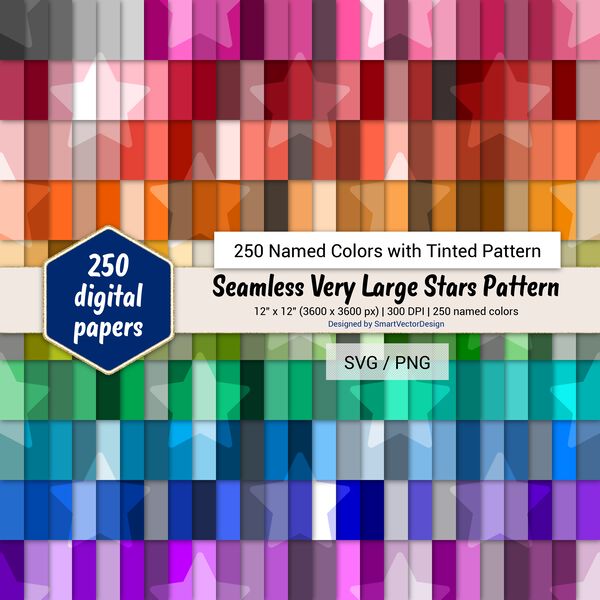 250 Named Colors with Tinted Pattern
250
digital
papers
Seamless Very Large Stars Pattern
12" x 12" (3600 x 3600 px) | 300 DPI | 250 named colors
Designed by SmartVectorDesign
SVG / PNG